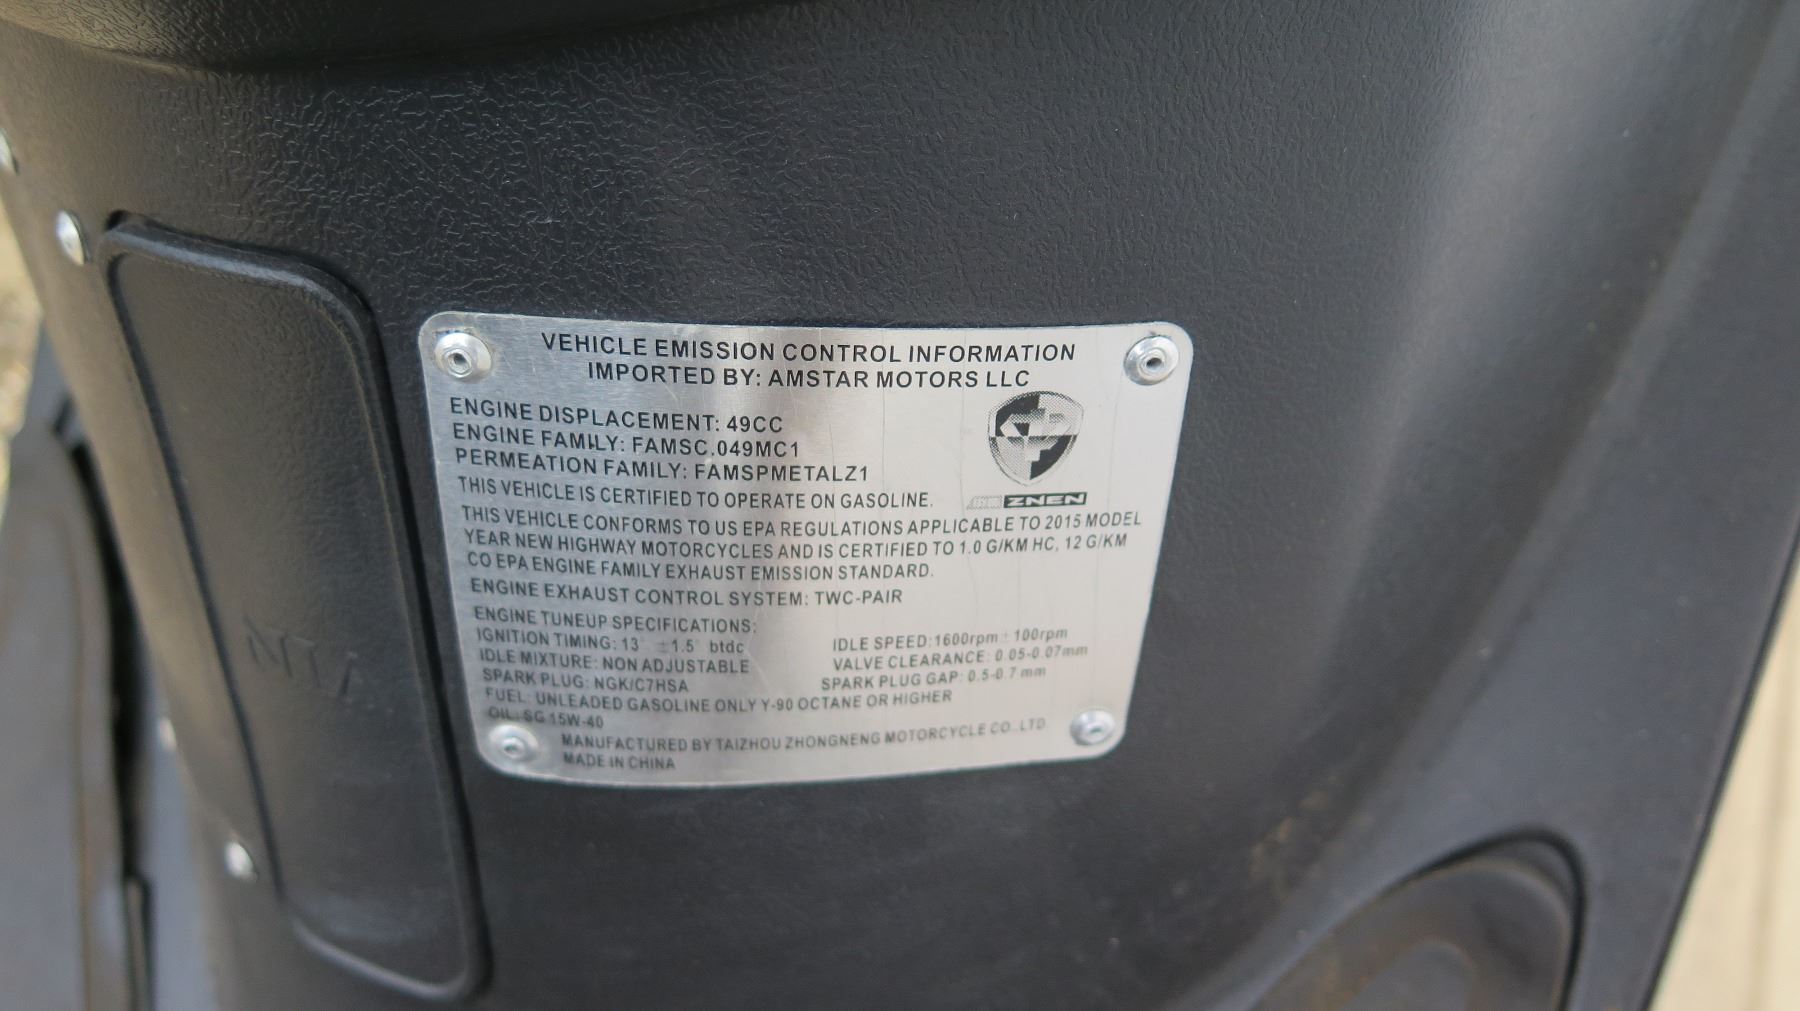 VEHICLE EMISSION CONTROL INFORMATION
IMPORTED BY: AMSTAR MOTORS LLC
ENGINE DISPLACEMENT: 49CC
ENGINE FAMILY: FAMSC.049MC1
PERMEATION FAMILY: FAMSPMETALZ1
THIS VEHICLE IS CERTIFIED TO OPERATE ON GASOLINE.
ZNEN
THIS VEHICLE CONFORMS TO US EPA REGULATIONS APPLICABLE TO 2015 MODEL
YEAR NEW HIGHWAY MOTORCYCLES AND IS CERTIFIED TO 1.0 G/KM HC, 12 G/KM
CO EPA ENGINE FAMILY EXHAUST EMISSION STANDARD.
ENGINE EXHAUST CONTROL SYSTEM: TWC-PAIR
ENGINE TUNEUP SPECIFICATIONS:
IGNITION TIMING: 13° ±1.5° btdc IDLE SPEED:1600rpm ± 100rpm
IDLE MIXTURE: NON ADJUSTABLE VALVE CLEARANCE: 0.05-0.07mm
SPARK PLUG: NGK/C7HSA SPARK PLUG GAP: 0.5-0.7 mm
FUEL: UNLEADED GASOLINE ONLY Y-90 OCTANE OR HIGHER
OIL: SG 15W-40
MANUFACTURED BY TAIZHOU ZHONGNENG MOTORCYCLE CO.,LTD
MADE IN CHINA